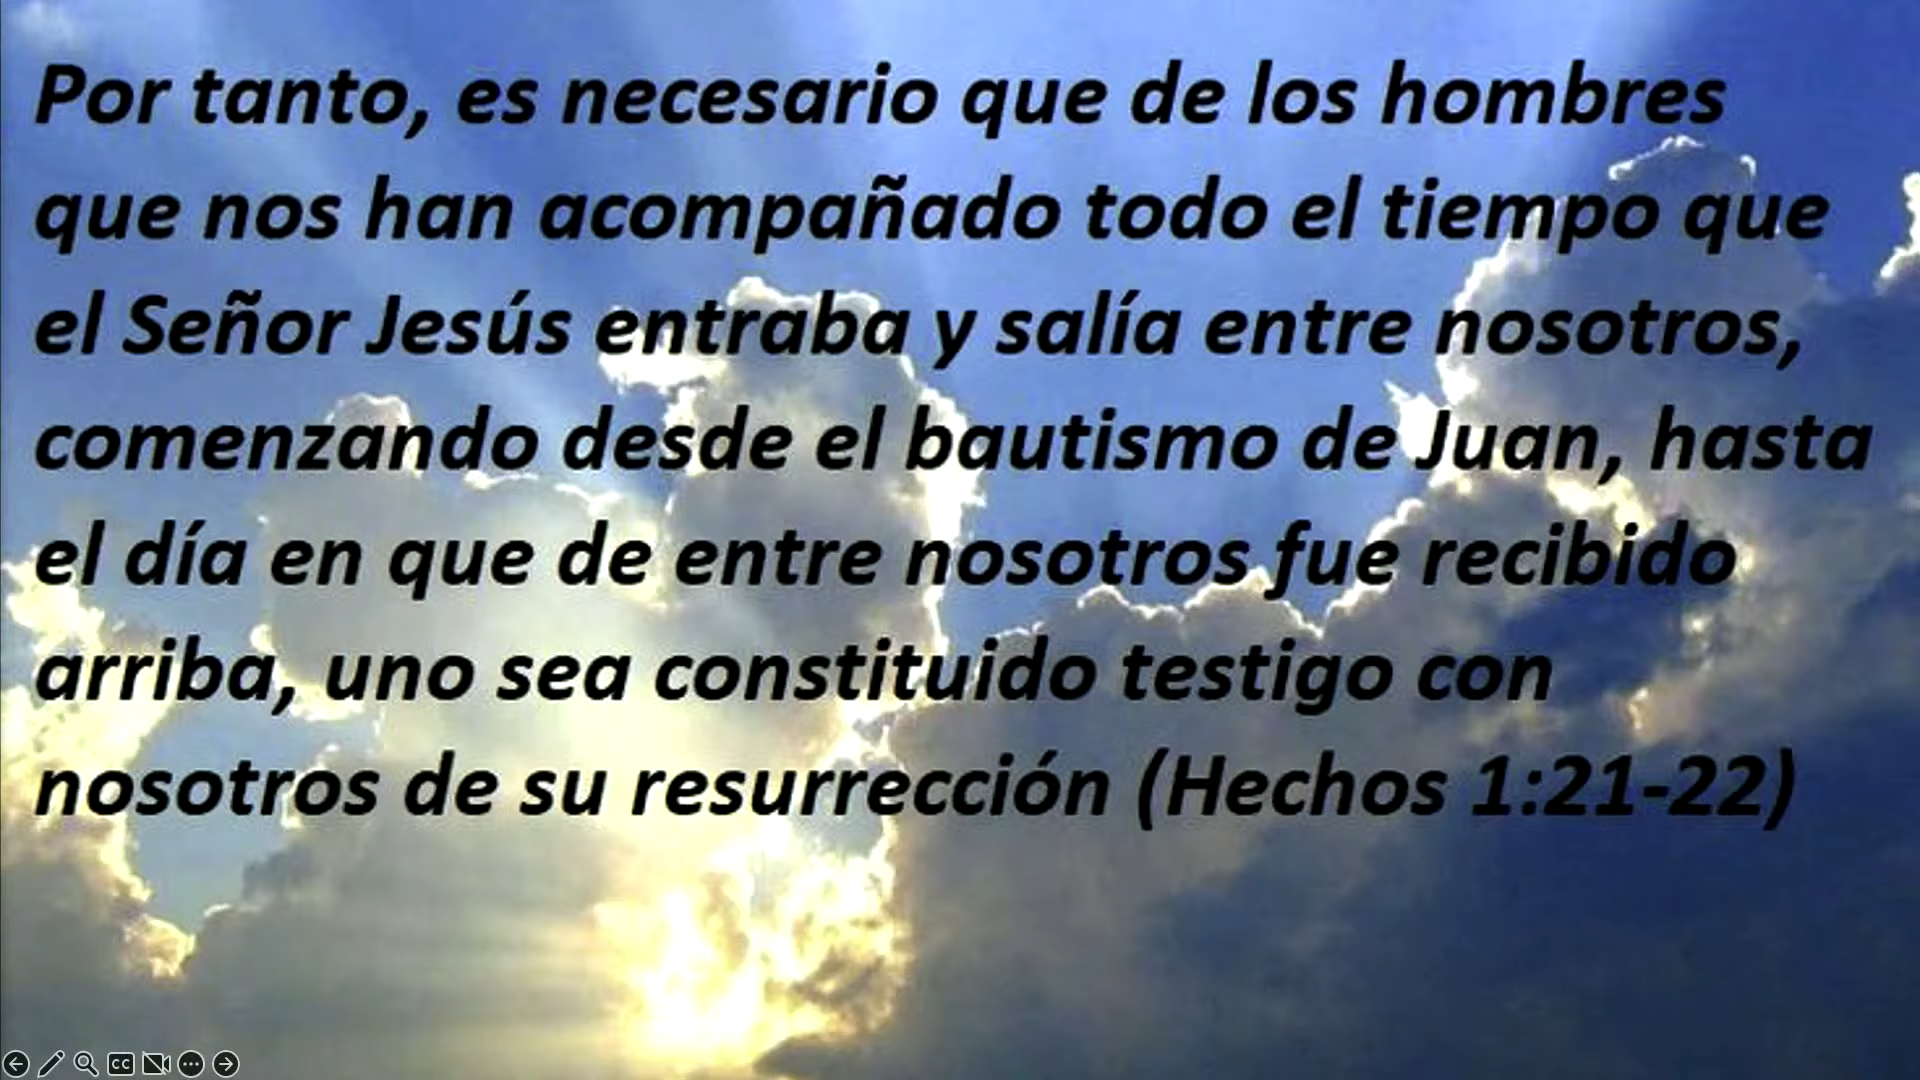 Por tanto, es necesario que de los hombres
que nos han acompañado todo el tiempo que
el Señor Jesús entraba y salía entre nosotros,
comenzando desde el bautismo de Juan, hasta
el día en que de entre nosotros fue recibido
arriba, uno sea constituido testigo con
nosotros de su resurrección (Hechos 1:21-22)
CC